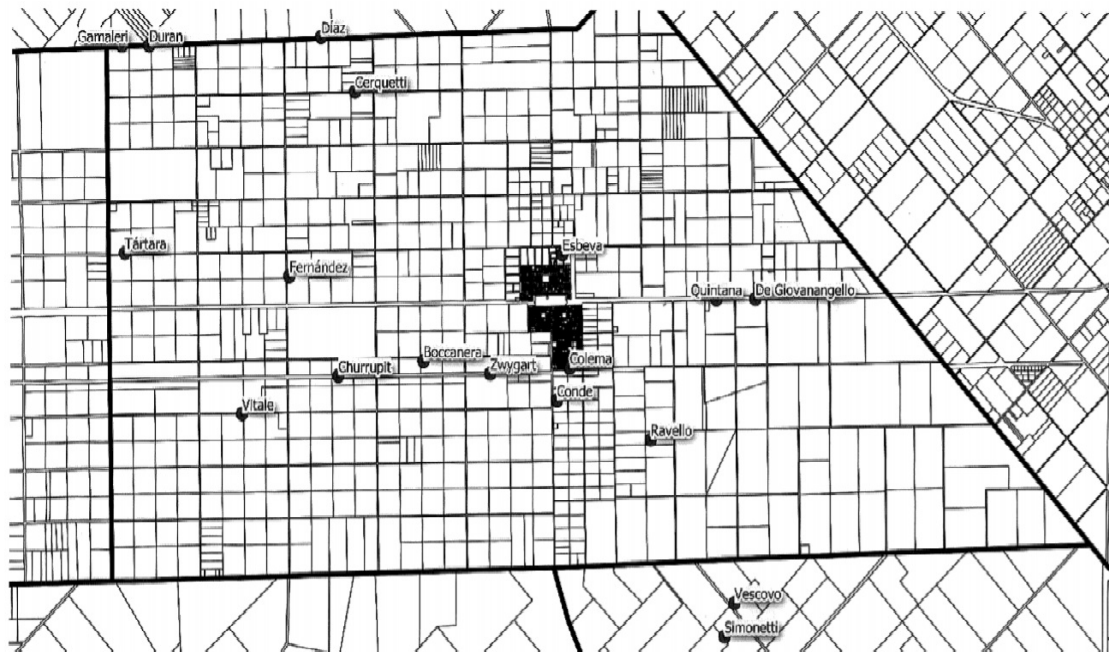 Gamaleri
Duran
Díaz
Cerquetti
Tártara
Esbeva
Fernández
Quintana
De Giovanangello
Boccanera
Zwygart
Colema
Churrupit
Conde
Vitale
Ravello
Vescovo
Simonetti